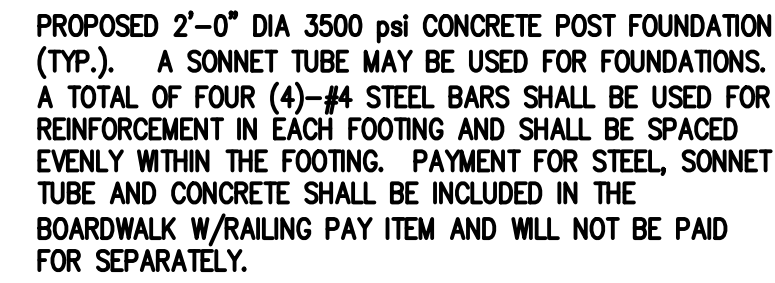 PROPOSED 2'-0" DIA 3500 psi CONCRETE POST FOUNDATION
(TYP.). A SONNET TUBE MAY BE USED FOR FOUNDATIONS.
A TOTAL OF FOUR (4)-#4 STEEL BARS SHALL BE USED FOR
REINFORCEMENT IN EACH FOOTING AND SHALL BE SPACED
EVENLY WITHIN THE FOOTING. PAYMENT FOR STEEL, SONNET
TUBE AND CONCRETE SHALL BE INCLUDED IN THE
BOARDWALK W/RAILING PAY ITEM AND WILL NOT BE PAID
FOR SEPARATELY.